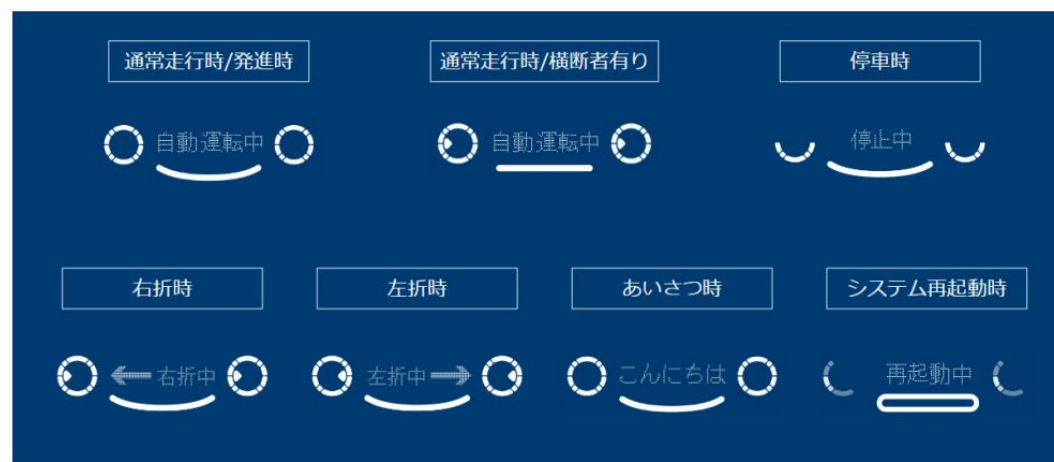 通常走行時/発進時
通常走行時/横断者有り
停車時
自動運転中
自動運転中
停止中
右折時
左折時
あいさつ時
システム再起動時
右折中
左折中
こんにちは
再起動中